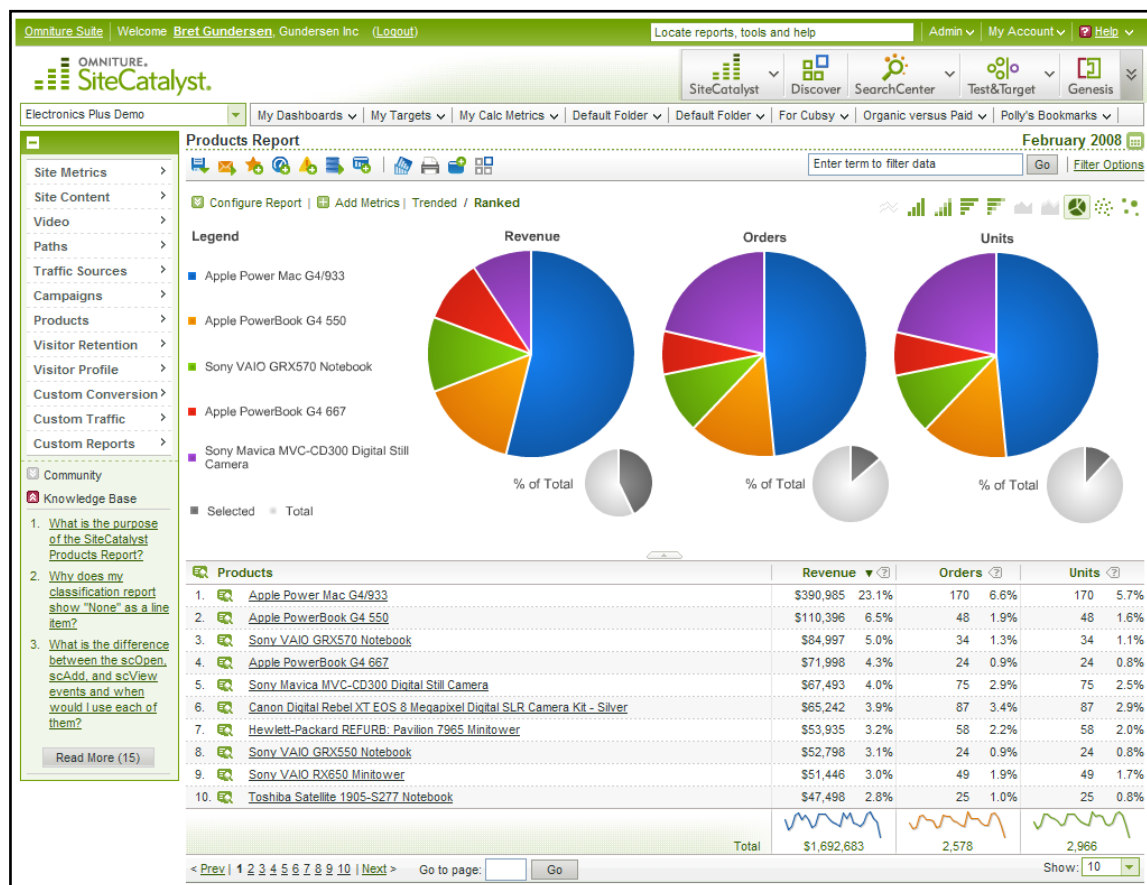 Omniture Suite | Welcome Bret Gundersen, Gundersen Inc (Logout) Locate reports, tools and help Admin | My Account | ? Help
OMNITURE®
SiteCatalyst.
SiteCatalyst Discover SearchCenter Test&Target Genesis
Electronics Plus Demo My Dashboards | My Targets | My Calc Metrics | Default Folder | Default Folder | For Cubsy | Organic versus Paid | Polly's Bookmarks
Products Report February 2008
Enter term to filter data Go | Filter Options
Configure Report | Add Metrics | Trended / Ranked
Site Metrics
Site Content
Video
Paths
Traffic Sources
Campaigns
Products
Visitor Retention
Visitor Profile
Custom Conversion
Custom Traffic
Custom Reports
Community
Knowledge Base
1. What is the purpose
of the SiteCatalyst
Products Report?
2. Why does my
classification report
show "None" as a line
item?
3. What is the difference
between the scOpen,
scAdd, and scView
events and when
would I use each of
them?
Read More (15)
Legend Revenue Orders Units
Apple Power Mac G4/933
Apple PowerBook G4 550
Sony VAIO GRX570 Notebook
Apple PowerBook G4 667
Sony Mavica MVC-CD300 Digital Still
Camera
Selected Total
% of Total % of Total % of Total
Products Revenue ▼ ? Orders ? Units ?
1. Apple Power Mac G4/933 $390,985 23.1% 170 6.6% 170 5.7%
2. Apple PowerBook G4 550 $110,396 6.5% 48 1.9% 48 1.6%
3. Sony VAIO GRX570 Notebook $84,997 5.0% 34 1.3% 34 1.1%
4. Apple PowerBook G4 667 $71,998 4.3% 24 0.9% 24 0.8%
5. Sony Mavica MVC-CD300 Digital Still Camera $67,493 4.0% 75 2.9% 75 2.5%
6. Canon Digital Rebel XT EOS 8 Megapixel Digital SLR Camera Kit - Silver $65,242 3.9% 87 3.4% 87 2.9%
7. Hewlett-Packard REFURB: Pavilion 7965 Minitower $53,935 3.2% 58 2.2% 58 2.0%
8. Sony VAIO GRX550 Notebook $52,798 3.1% 24 0.9% 24 0.8%
9. Sony VAIO RX650 Minitower $51,446 3.0% 49 1.9% 49 1.7%
10. Toshiba Satellite 1905-S277 Notebook $47,498 2.8% 25 1.0% 25 0.8%
Total $1,692,683 2,578 2,966
< Prev | 1 2 3 4 5 6 7 8 9 10 | Next > Go to page: Go Show: 10